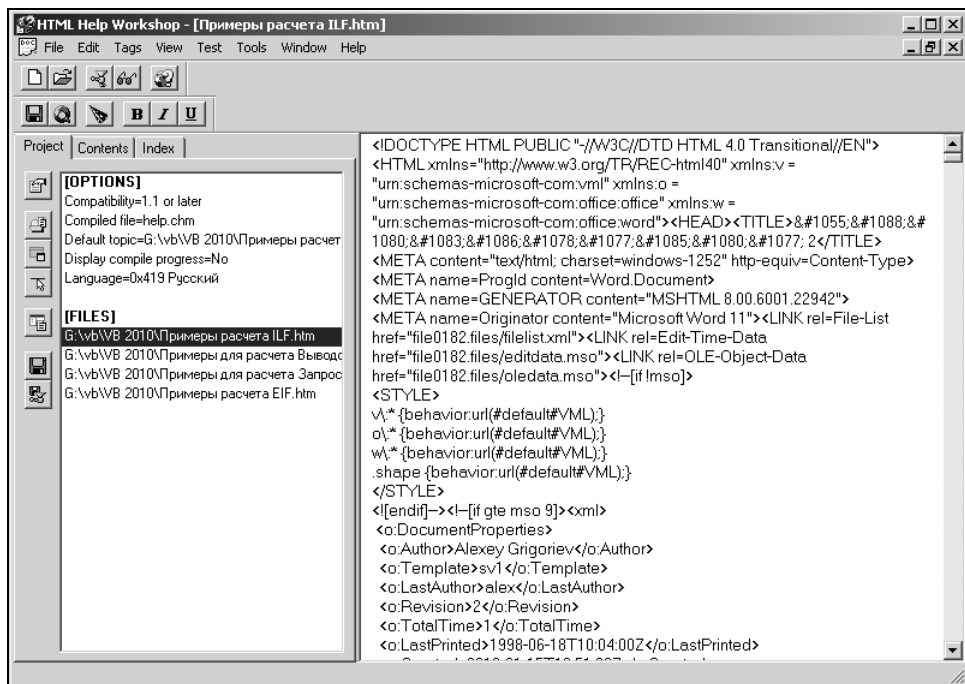 HTML Help Workshop - [Примеры расчета ILF.htm]
File Edit Tags View Test Tools Window Help
B I U
Project Contents Index
[OPTIONS]
Compatibility=1.1 or later
Compiled file=help.chm
Default topic=G:\vb\VB 2010\Примеры расчет
Display compile progress=No
Language=0x419 Русский
[FILES]
G:\vb\VB 2010\Примеры расчета ILF.htm
G:\vb\VB 2010\Примеры для расчета Выводо
G:\vb\VB 2010\Примеры для расчета Запрос
G:\vb\VB 2010\Примеры расчета EIF.htm
<!DOCTYPE HTML PUBLIC "-//W3C//DTD HTML 4.0 Transitional//EN">
<HTML xmlns="http://www.w3.org/TR/REC-html40" xmlns:v =
"urn:schemas-microsoft-com:vml" xmlns:o =
"urn:schemas-microsoft-com:office:office" xmlns:w =
"urn:schemas-microsoft-com:office:word"><HEAD><TITLE>&#1055;&#1088;&#
1080;&#1083;&#1086;&#1078;&#1077;&#1085;&#1080;&#1077; 2</TITLE>
<META content="text/html; charset=windows-1252" http-equiv=Content-Type>
<META name=ProgId content=Word.Document>
<META name=GENERATOR content="MSHTML 8.00.6001.22942">
<META name=Originator content="Microsoft Word 11"><LINK rel=File-List
href="file0182.files/filelist.xml"><LINK rel=Edit-Time-Data
href="file0182.files/editdata.mso"><LINK rel=OLE-Object-Data
href="file0182.files/oledata.mso"><!--[if !mso]>
<STYLE>
v\:* {behavior:url(#default#VML);}
o\:* {behavior:url(#default#VML);}
w\:* {behavior:url(#default#VML);}
.shape {behavior:url(#default#VML);}
</STYLE>
<![endif]--><!--[if gte mso 9]><xml>
<o:DocumentProperties>
<o:Author>Alexey Grigoriev</o:Author>
<o:Template>sv1</o:Template>
<o:LastAuthor>alex</o:LastAuthor>
<o:Revision>2</o:Revision>
<o:TotalTime>1</o:TotalTime>
<o:LastPrinted>1998-06-18T10:04:00Z</o:LastPrinted>